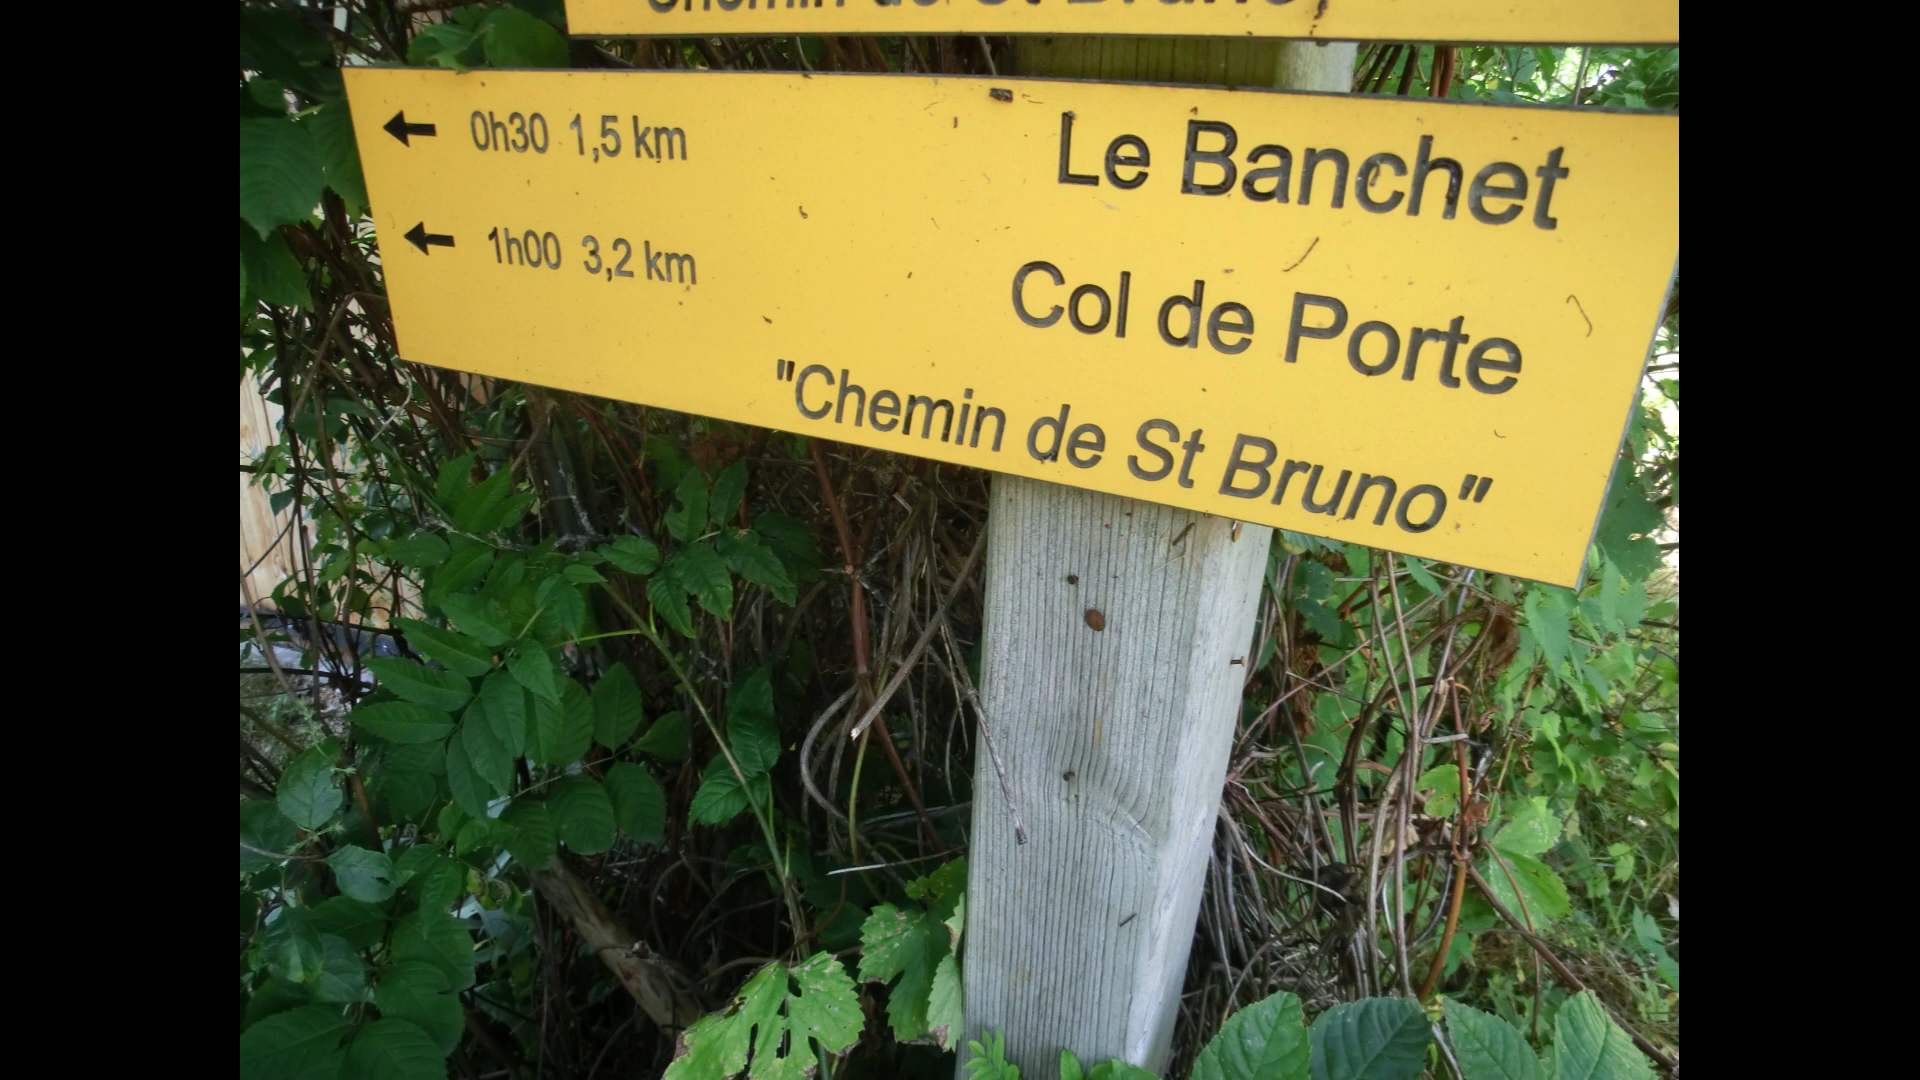 Chemin de St Bruno
← 0h30 1,5 km Le Banchet
← 1h00 3,2 km Col de Porte
"Chemin de St Bruno"